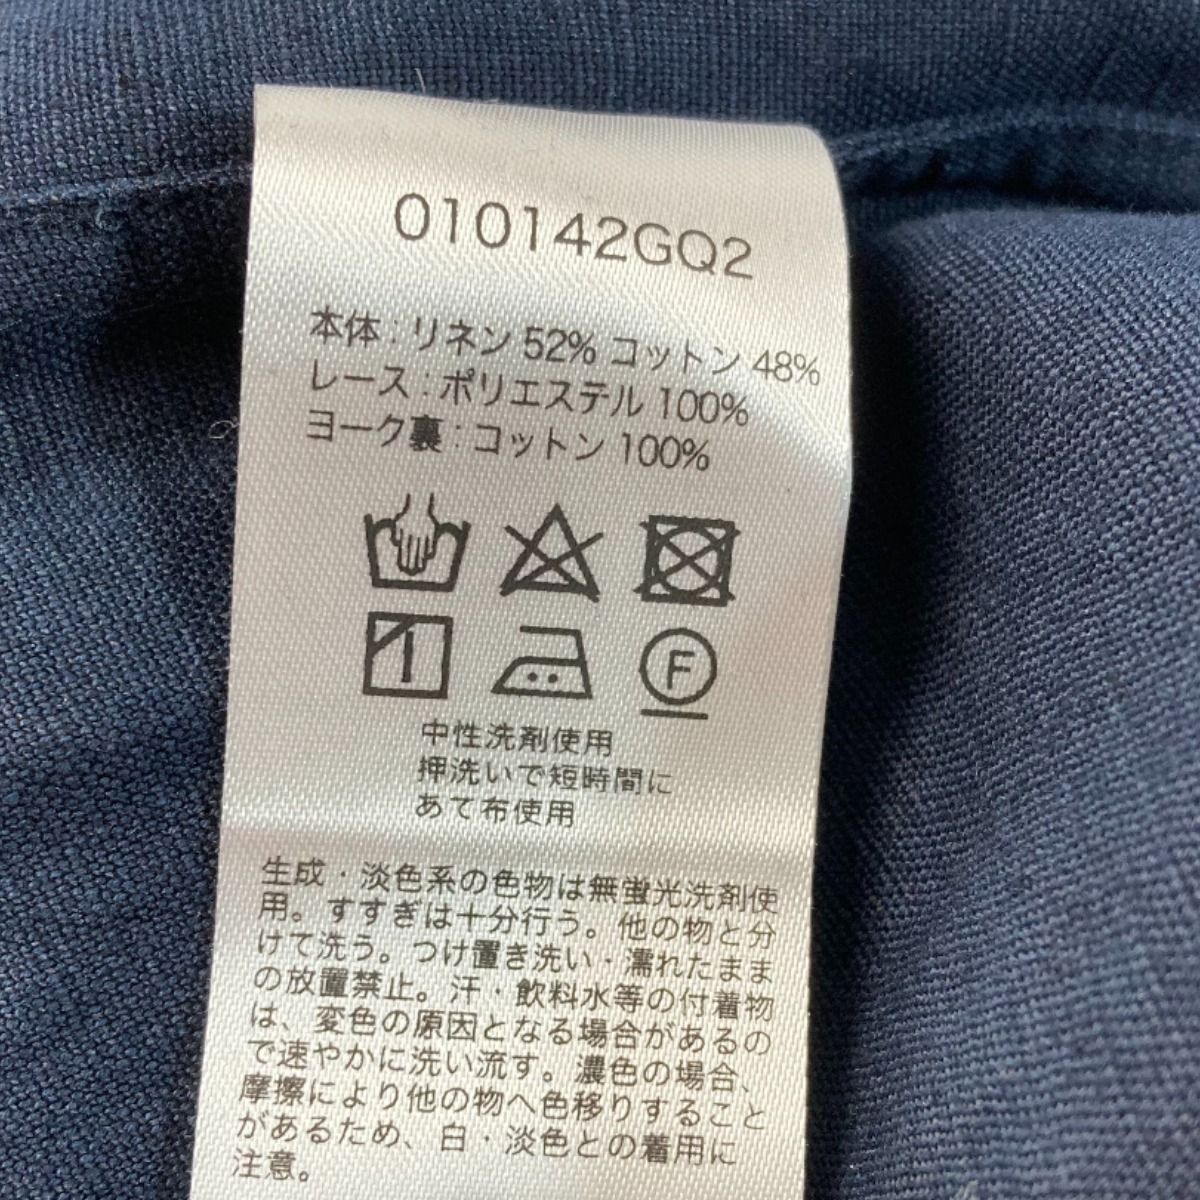 010142GQ2
本体:リネン 52% コットン 48%
レース:ポリエステル 100%
ヨーク裏:コットン 100%
F
中性洗剤使用
押洗いで短時間に
あて布使用
生成・淡色系の色物は無蛍光洗剤使
用。すすぎは十分行う。他の物と分
けて洗う。つけ置き洗い・濡れたまま
の放置禁止。汗・飲料水等の付着物
は、変色の原因となる場合があるの
で速やかに洗い流す。濃色の場合、
摩擦により他の物へ色移りすること
があるため、白・淡色との着用に
注意。